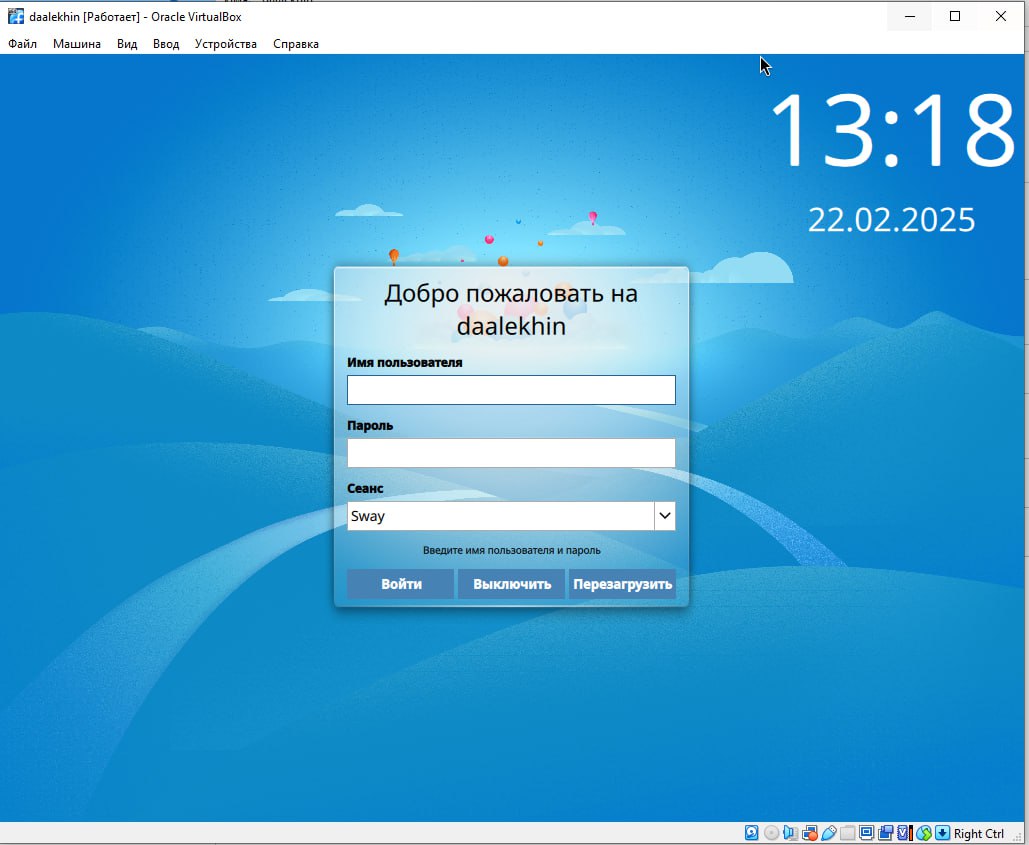 daalekhin [Работает] - Oracle VirtualBox
Файл Машина Вид Ввод Устройства Справка
13:18
22.02.2025
Добро пожаловать на
daalekhin
Имя пользователя
Пароль
Сеанс
Sway
Введите имя пользователя и пароль
Войти Выключить Перезагрузить
Right Ctrl